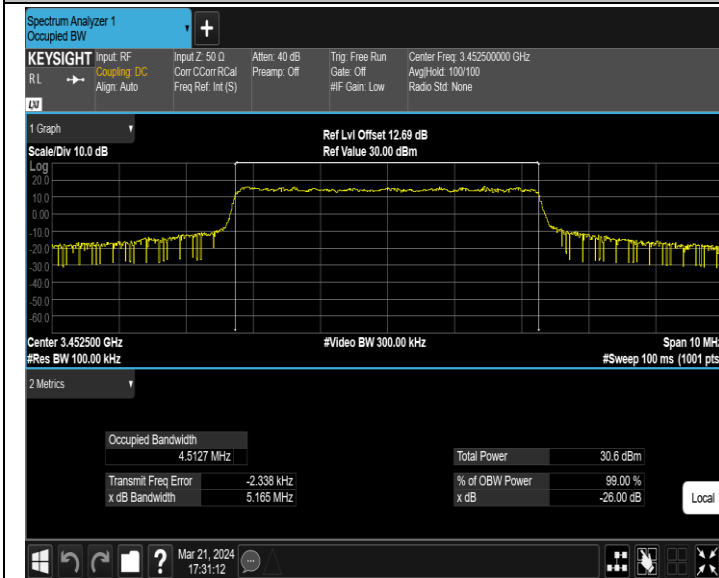 Spectrum Analyzer 1
Occupied BW
+
KEYSIGHT Input: RF Input Z: 50 Ω Atten: 40 dB Trig: Free Run Center Freq: 3.452500000 GHz
RL Coupling: DC Corr CCorr RCal Preamp: Off Gate: Off Avg|Hold: 100/100
Align: Auto Freq Ref: Int (S) #IF Gain: Low Radio Std: None
LXI
1 Graph
Ref Lvl Offset 12.69 dB
Scale/Div 10.0 dB Ref Value 30.00 dBm
Log
20.0
10.0
0.00
-10.0
-20.0
-30.0
-40.0
-50.0
-60.0
Center 3.452500 GHz #Video BW 300.00 kHz Span 10 MHz
#Res BW 100.00 kHz #Sweep 100 ms (1001 pts
2 Metrics
Occupied Bandwidth
4.5127 MHz Total Power 30.6 dBm
Transmit Freq Error -2.338 kHz % of OBW Power 99.00 %
x dB Bandwidth 5.165 MHz x dB -26.00 dB
Local
? Mar 21, 2024
17:31:12